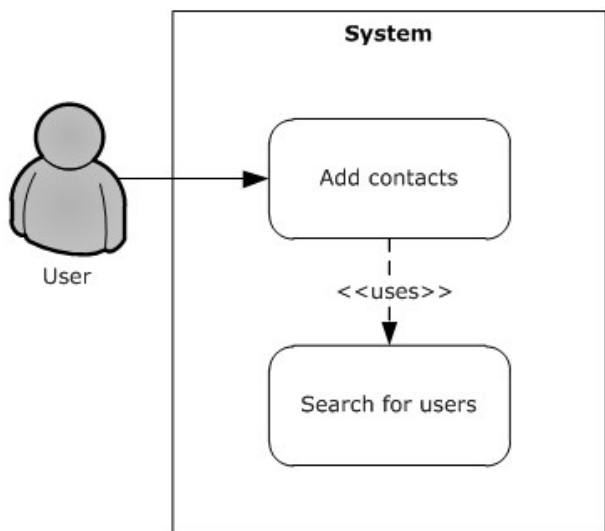 System
Add contacts
User
<<uses>>
Search for users